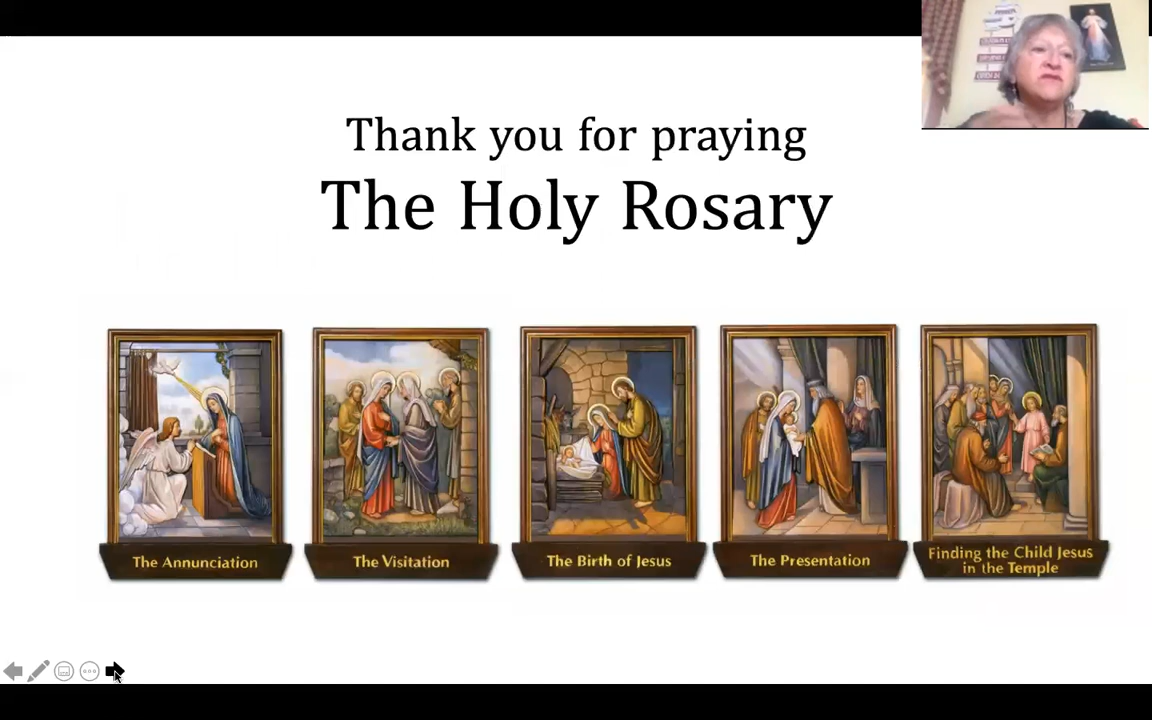 Thank you for praying
The Holy Rosary
The Annunciation
The Visitation
The Birth of Jesus
The Presentation
Finding the Child Jesus
in the Temple